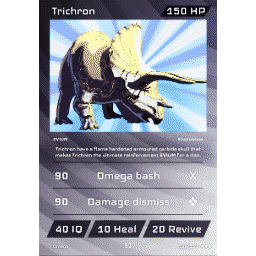 Trichron 150 HP
Trichron have a flame hardened armoured carbide skull that
makes Trichron the ultimate reinforcement for a clan.
90 Omega bash X
90 Damage dismiss
40 IQ 10 Heal 20 Revive